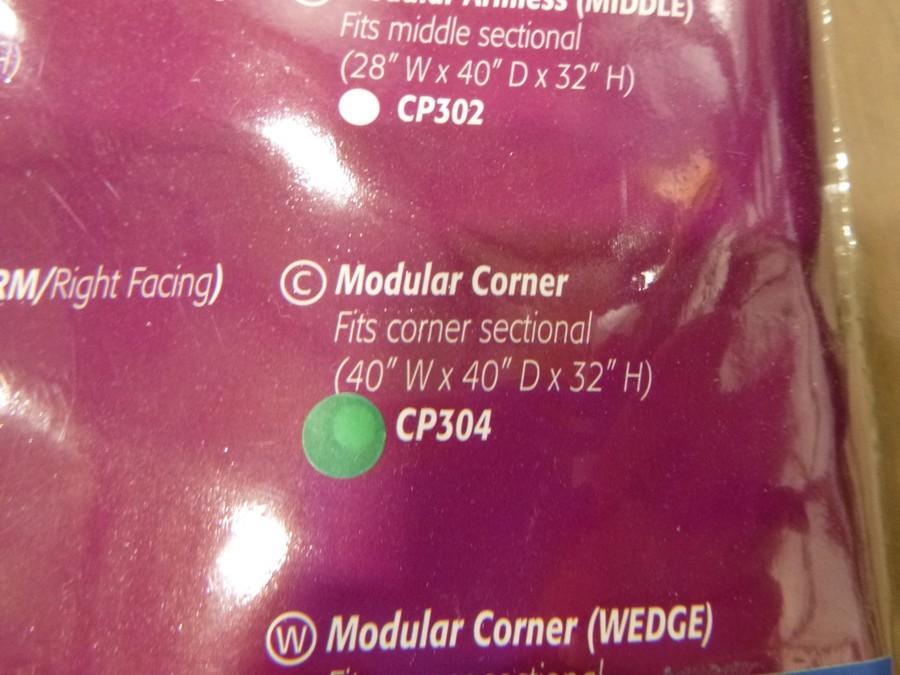 (MIDDLE)
Fits middle sectional
(28" W x 40" D x 32" H)
H)
CP302
RM/Right Facing)
C Modular Corner
Fits corner sectional
(40" W x 40" D x 32" H)
CP304
W Modular Corner (WEDGE)